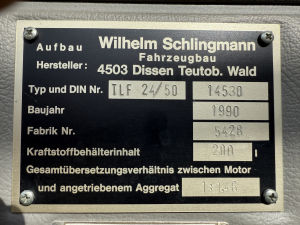 Aufbau Wilhelm Schlingmann
Fahrzeugbau
Hersteller: 4503 Dissen Teutob. Wald
Typ und DIN Nr. TLF 24/50 14530
Baujahr 1990
Fabrik Nr. 5428
Kraftstoffbehälterinhalt 200 l
Gesamtübersetzungsverhältnis zwischen Motor
und angetriebenem Aggregat